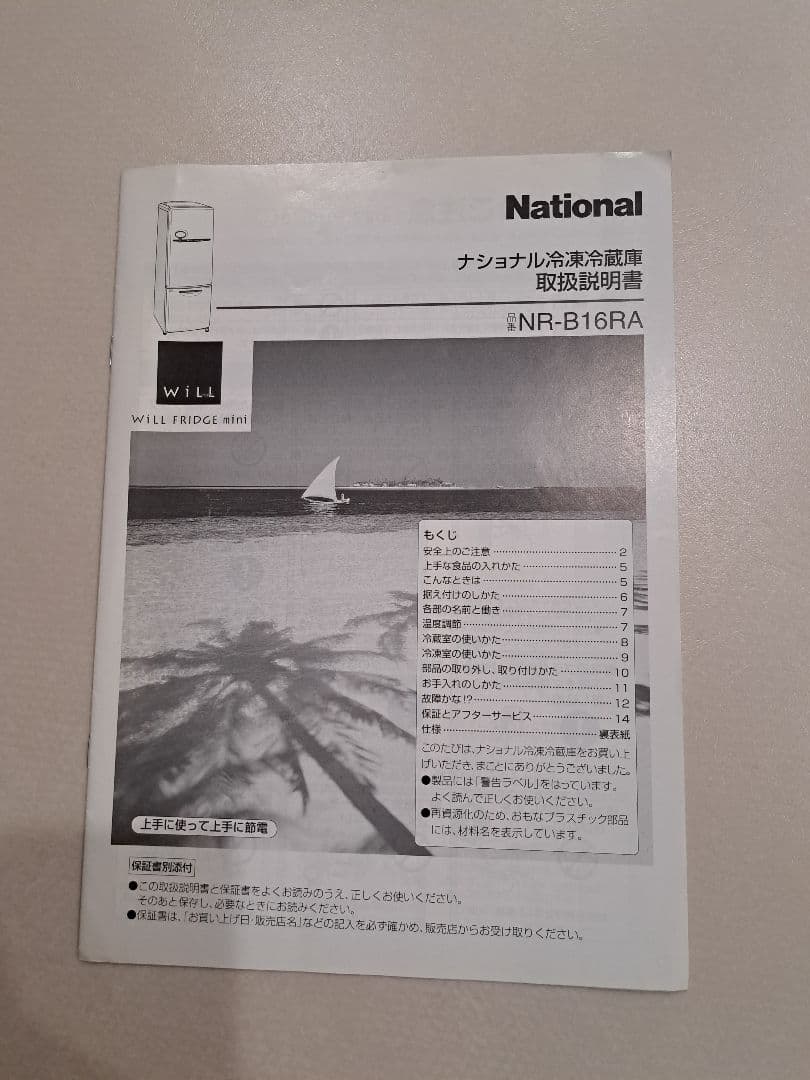 National
ナショナル冷凍冷蔵庫
取扱説明書
品番 NR-B16RA
WiLL
WiLL FRIDGE mini
もくじ
安全上のご注意 ……………………………… 2
上手な食品の入れかた ……………………… 5
こんなときは ………………………………… 5
据え付けのしかた …………………………… 6
各部の名前と働き …………………………… 7
温度調節 ……………………………………… 7
冷蔵室の使いかた …………………………… 8
冷凍室の使いかた …………………………… 9
部品の取り外し、取り付けかた …………… 10
お手入れのしかた …………………………… 11
故障かな!? …………………………………… 12
保証とアフターサービス …………………… 14
仕様 …………………………………… 裏表紙
このたびは、ナショナル冷凍冷蔵庫をお買い上
げいただき、まことにありがとうございました。
●製品には「警告ラベル」をはっています。
よく読んで正しくお使いください。
●再資源化のため、おもなプラスチック部品
には、材料名を表示しています。
上手に使って上手に節電
保証書別添付
●この取扱説明書と保証書をよくお読みのうえ、正しくお使いください。
そのあと保存し、必要なときにお読みください。
●保証書は、「お買い上げ日・販売店名」などの記入を必ず確かめ、販売店からお受け取りください。